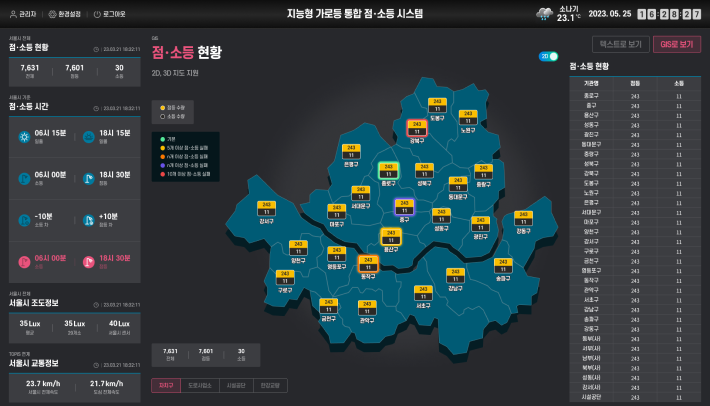 관리자
환경설정
로그아웃
지능형 가로등 통합 점·소등 시스템
소나기
23.1°C
2023. 05. 25
16:28:27
서울시 전체
점·소등 현황
: 23.03.21 18:32:11
7,631
전체
7,601
점등
30
소등
서울시 기준
점·소등 시간
: 23.03.21 18:32:11
06시 15분
일출
18시 15분
일몰
06시 00분
소등
18시 30분
점등
-10분
소등 차
+10분
점등 차
06시 00분
소등
18시 30분
점등
서울시 전체
서울시 조도정보
: 23.03.21 18:32:11
35 Lux
평균
35 Lux
40 Lux
TOPIS 전체
서울시 교통정보
: 23.03.21 18:32:11
23.7 km/h
서울시 전체속도
21.7 km/h
도심 전체속도
GIS
점·소등 현황
2D, 3D 지도 지원
2D
텍스트로 보기
GIS로 보기
점등 수량
소등 수량
기본
5개 이상 점·소등 실패
n개 이상 점·소등 실패
n개 이상 점·소등 실패
10개 이상 점·소등 실패
243
11
도봉구
243
11
노원구
243
11
강북구
243
11
은평구
243
11
종로구
243
11
성북구
243
11
중랑구
243
11
서대문구
243
11
동대문구
243
11
강서구
243
11
마포구
243
11
중구
243
11
성동구
243
11
광진구
243
11
강동구
243
11
용산구
243
11
양천구
243
11
영등포구
243
11
동작구
243
11
송파구
243
11
구로구
243
11
강남구
243
11
서초구
243
11
금천구
243
11
관악구
7,631
전체
7,601
점등
30
소등
자치구
도로사업소
시설공단
한강교량
점·소등 현황
기관명 점등 소등
종로구 243 11
중구 243 11
용산구 243 11
성동구 243 11
광진구 243 11
동대문구 243 11
중랑구 243 11
성북구 243 11
강북구 243 11
도봉구 243 11
노원구 243 11
은평구 243 11
서대문구 243 11
마포구 243 11
양천구 243 11
강서구 243 11
구로구 243 11
금천구 243 11
영등포구 243 11
동작구 243 11
관악구 243 11
서초구 243 11
강남구 243 11
송파구 243 11
강동구 243 11
동부(사) 243 11
서부(사) 243 11
남부(사) 243 11
북부(사) 243 11
성동(사) 243 11
강서(사) 243 11
시설공단 243 11